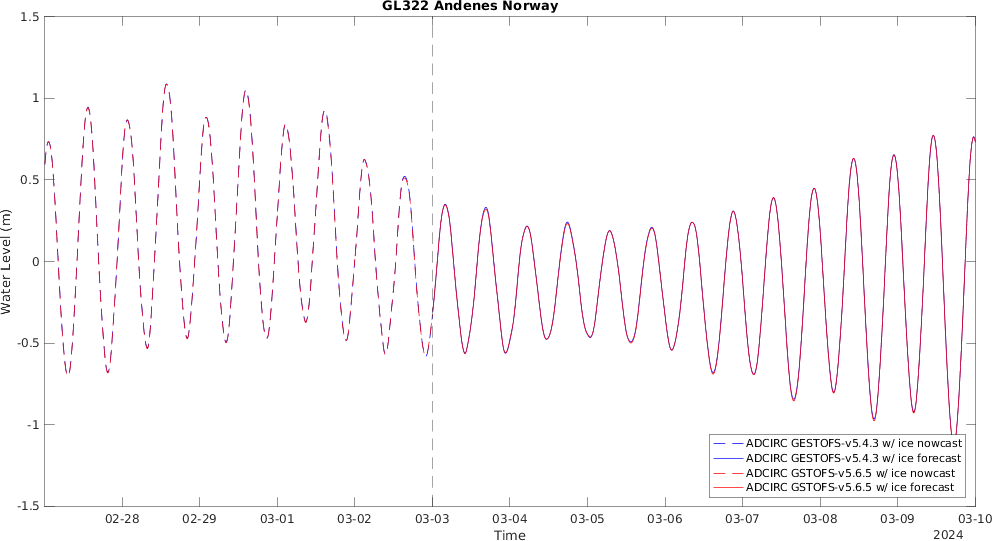 GL322 Andenes Norway
1.5
1
0.5
0
-0.5
-1
-1.5
Water Level (m)
02-28 02-29 03-01 03-02 03-03 03-04 03-05 03-06 03-07 03-08 03-09 03-10
Time
2024
ADCIRC GESTOFS-v5.4.3 w/ ice nowcast
ADCIRC GESTOFS-v5.4.3 w/ ice forecast
ADCIRC GSTOFS-v5.6.5 w/ ice nowcast
ADCIRC GSTOFS-v5.6.5 w/ ice forecast